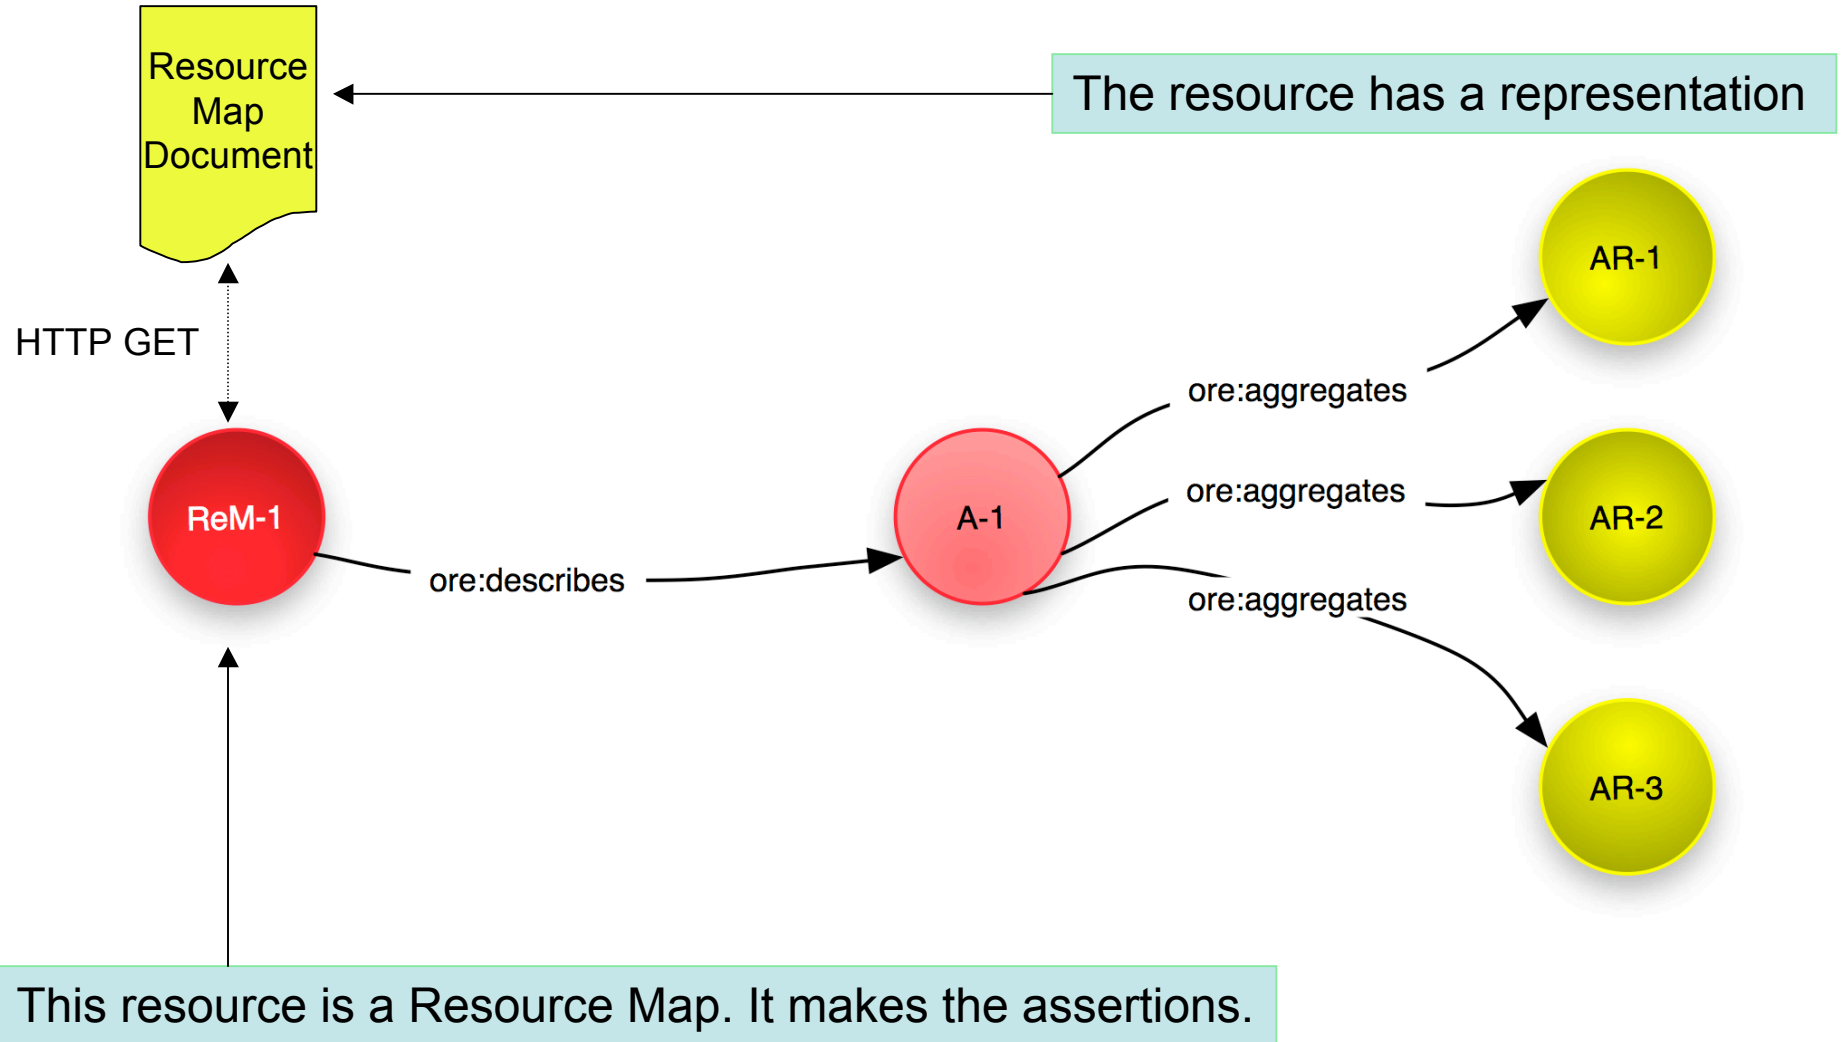 Resource
Map
Document
The resource has a representation
AR-1
HTTP GET
ore:aggregates
ore:aggregates
ReM-1
A-1
AR-2
ore:describes
ore:aggregates
AR-3
This resource is a Resource Map. It makes the assertions.